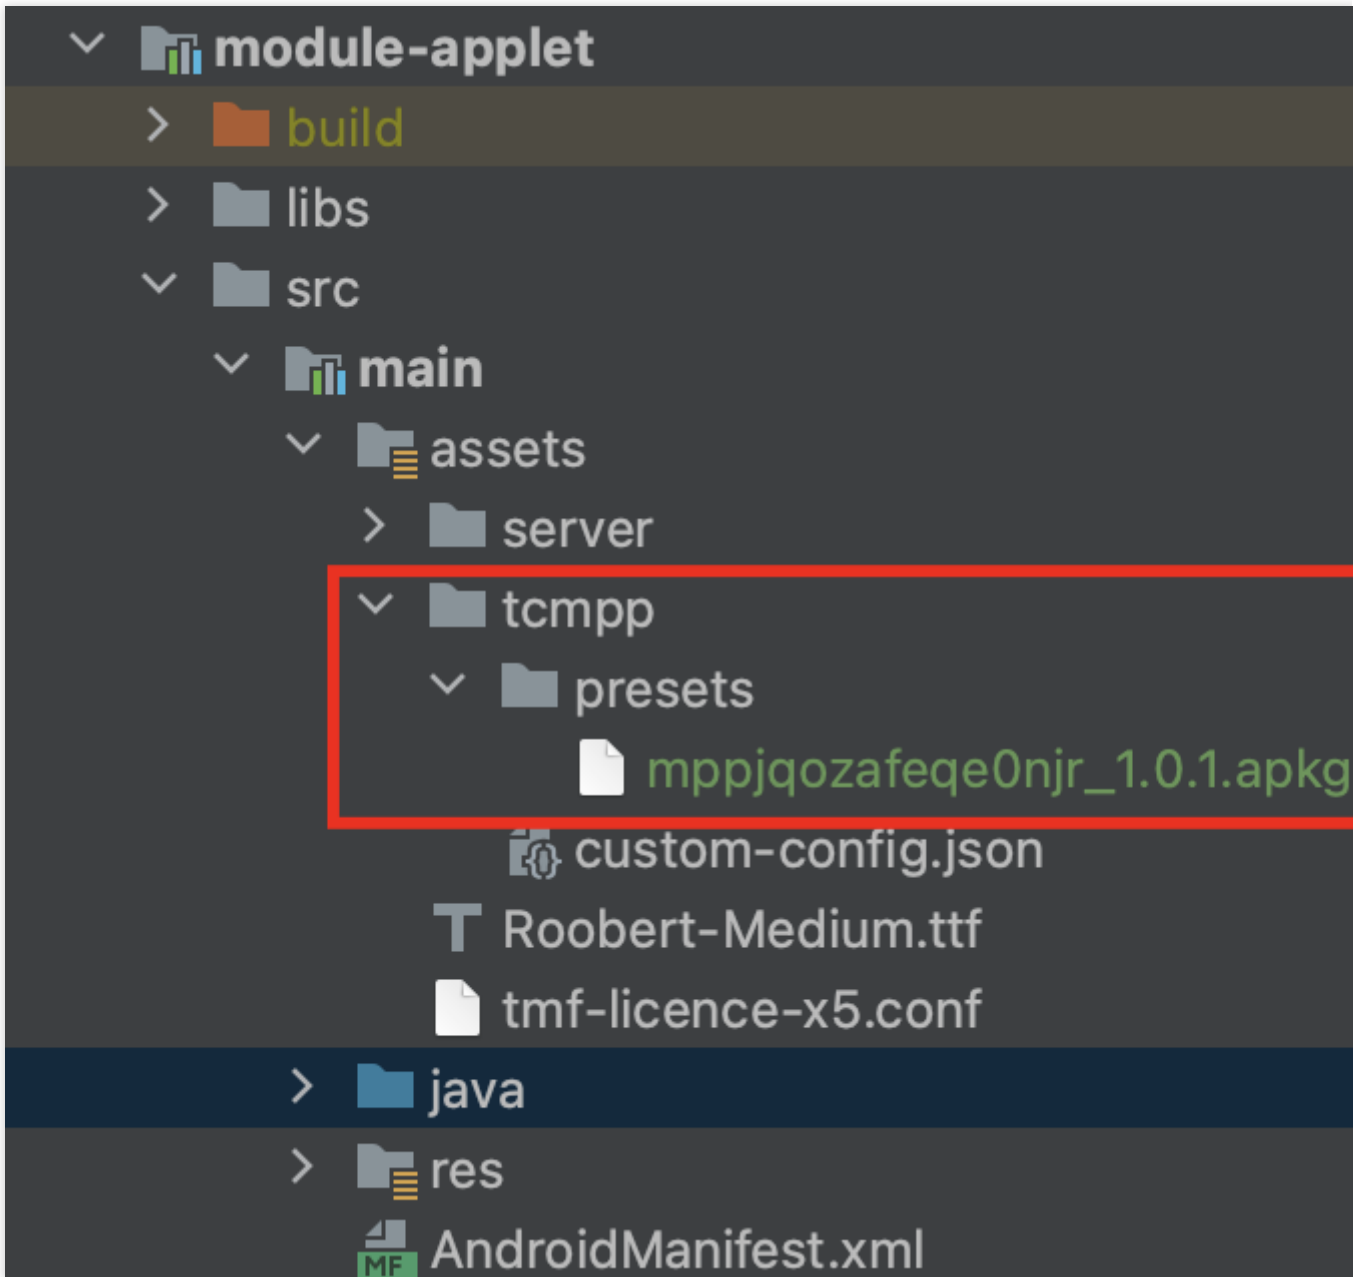 module-applet
build
libs
src
main
assets
server
tcmpp
presets
mppjqozafeqe0njr_1.0.1.apkg
custom-config.json
Roobert-Medium.ttf
tmf-licence-x5.conf
java
res
MF AndroidManifest.xml